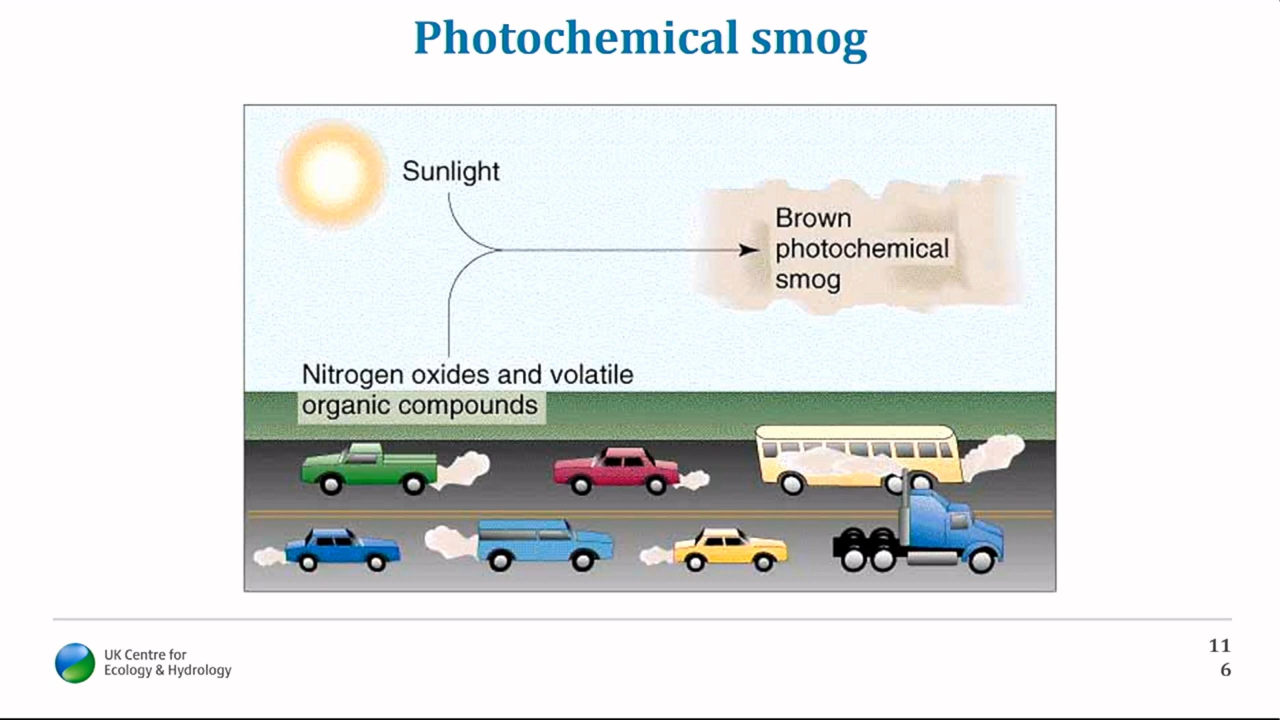 Photochemical smog
Sunlight
Brown
photochemical
smog
Nitrogen oxides and volatile
organic compounds
UK Centre for
Ecology & Hydrology
11
6